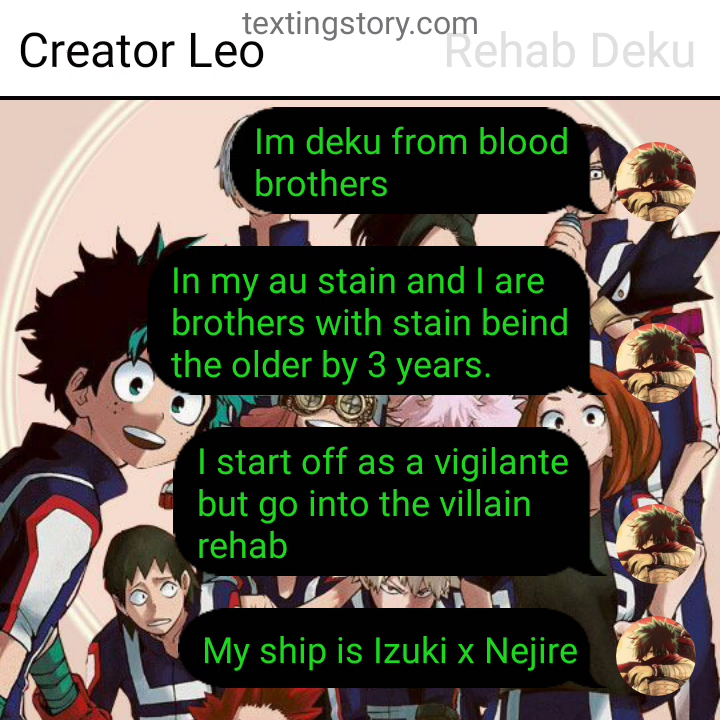 textingstory.com
Creator Leo
Rehab Deku
Im deku from blood
brothers
In my au stain and I are
brothers with stain beind
the older by 3 years.
I start off as a vigilante
but go into the villain
rehab
My ship is Izuki x Nejire